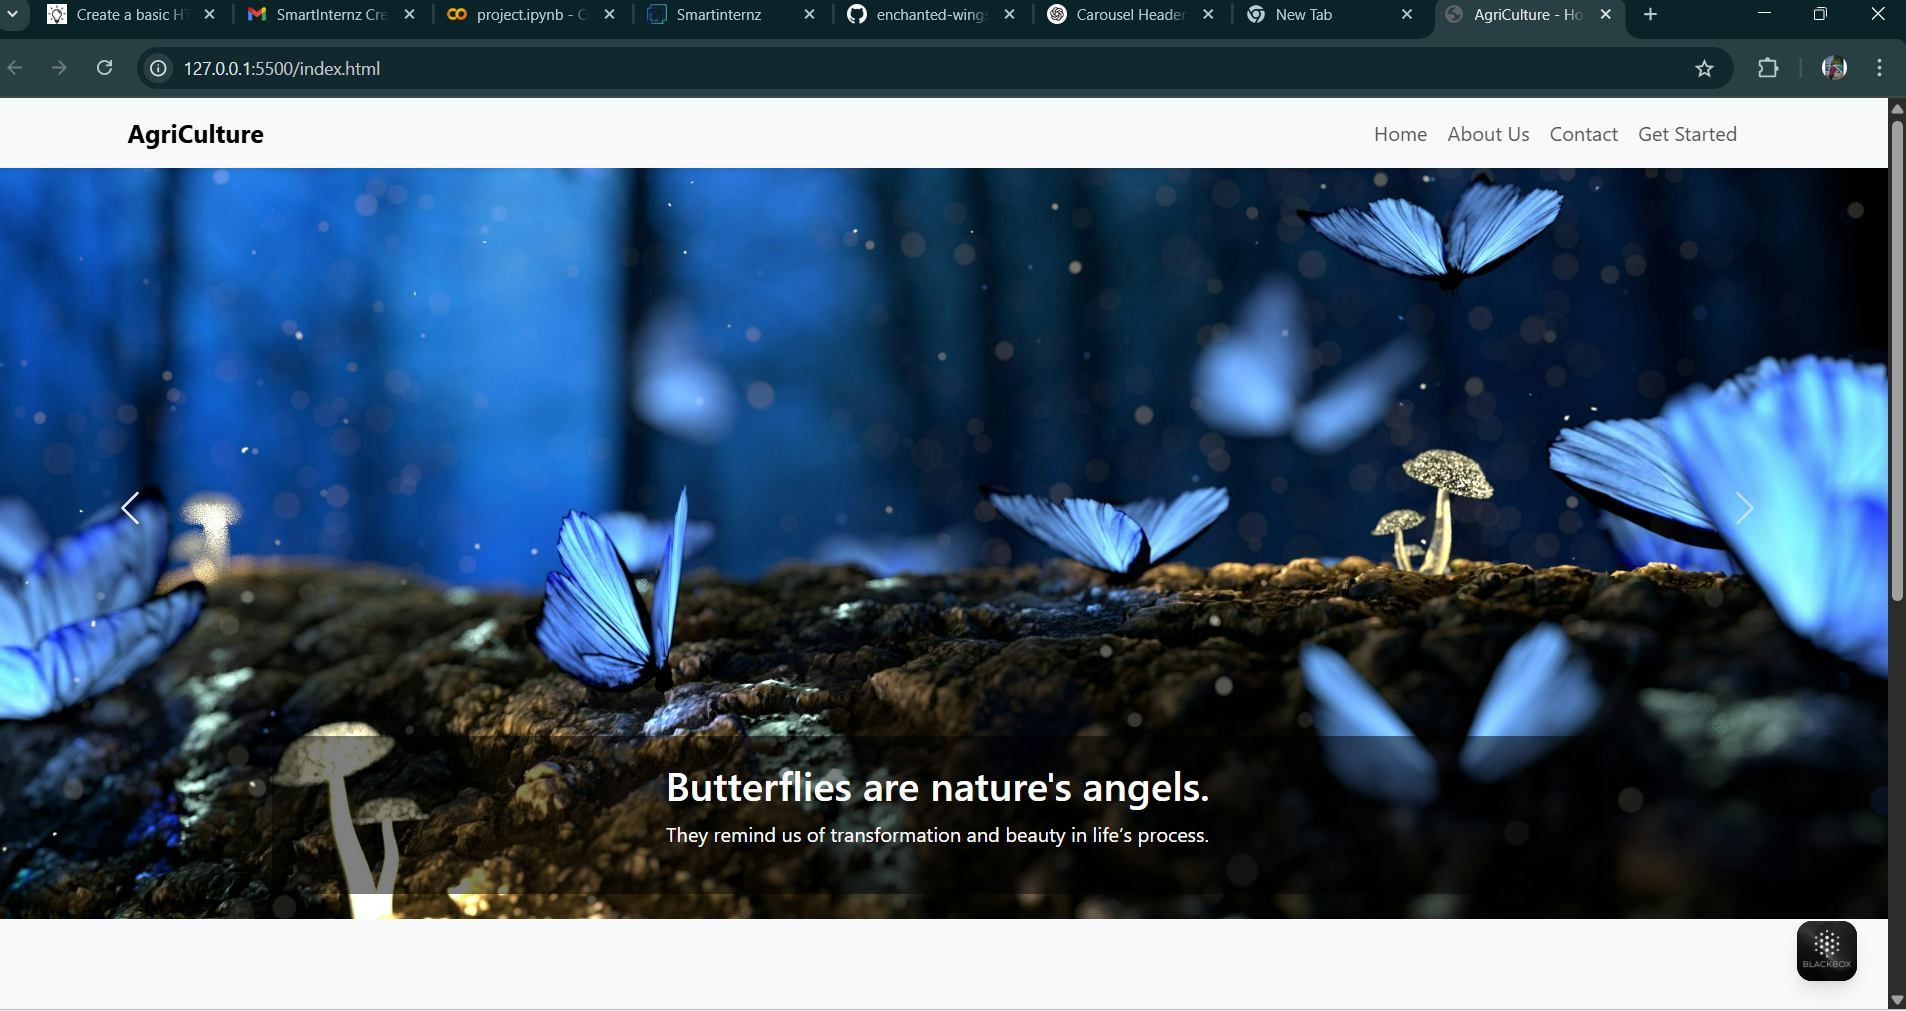 Create a basic HT
SmartInternz Cre
project.ipynb - C
Smartinternz
enchanted-wing
Carousel Header
New Tab
AgriCulture - Ho
127.0.0.1:5500/index.html
AgriCulture
Home
About Us
Contact
Get Started
Butterflies are nature's angels.
They remind us of transformation and beauty in life’s process.
BLACKBOX